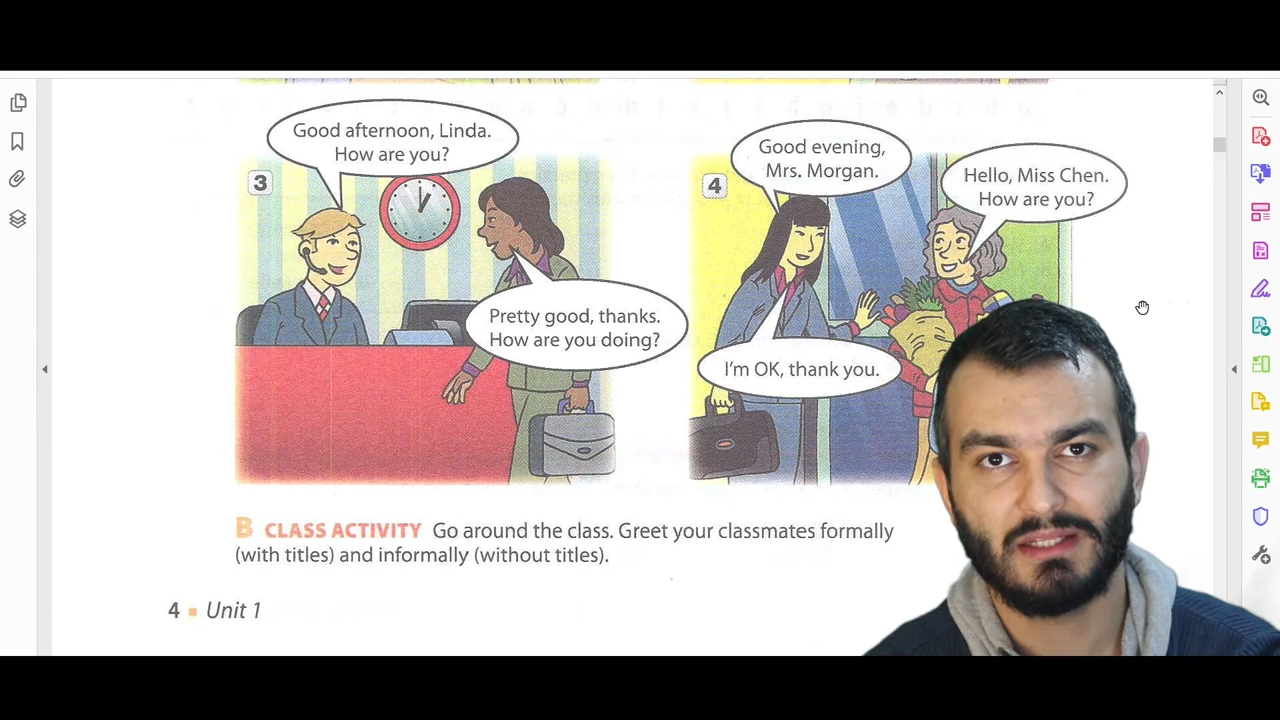 3
Good afternoon, Linda.
How are you?
Pretty good, thanks.
How are you doing?
4
Good evening,
Mrs. Morgan.
Hello, Miss Chen.
How are you?
I'm OK, thank you.
B CLASS ACTIVITY Go around the class. Greet your classmates formally
(with titles) and informally (without titles).
4 ▪ Unit 1